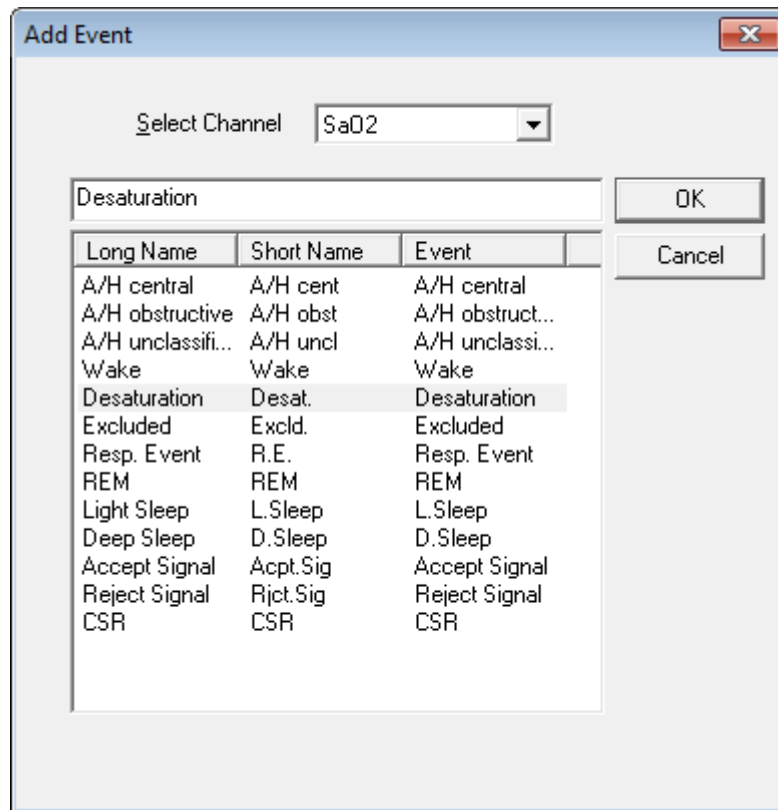 Add Event
Select Channel SaO2
Desaturation OK
Long Name Short Name Event Cancel
A/H central A/H cent A/H central
A/H obstructive A/H obst A/H obstruct...
A/H unclassifi... A/H uncl A/H unclassi...
Wake Wake Wake
Desaturation Desat. Desaturation
Excluded Excld. Excluded
Resp. Event R.E. Resp. Event
REM REM REM
Light Sleep L.Sleep L.Sleep
Deep Sleep D.Sleep D.Sleep
Accept Signal Acpt.Sig Accept Signal
Reject Signal Rjct.Sig Reject Signal
CSR CSR CSR